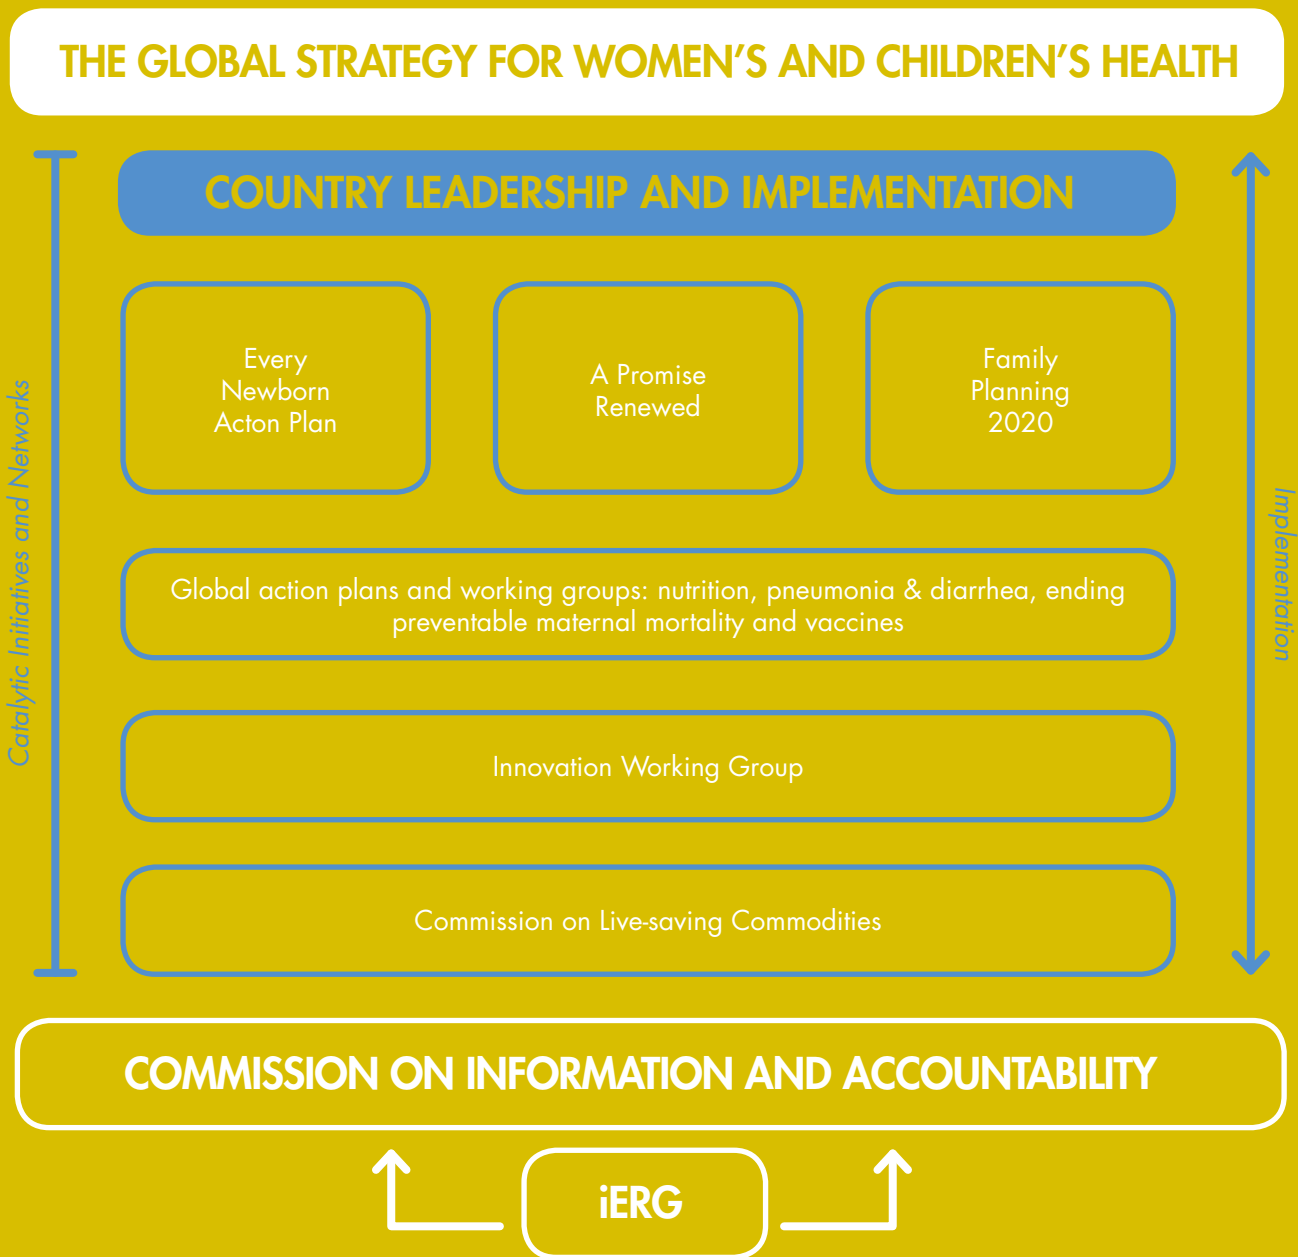 THE GLOBAL STRATEGY FOR WOMEN’S AND CHILDREN’S HEALTH
COUNTRY LEADERSHIP AND IMPLEMENTATION
Catalytic Initiatives and Networks
Every
Newborn
Acton Plan
A Promise
Renewed
Family
Planning
2020
Implementation
Global action plans and working groups: nutrition, pneumonia & diarrhea, ending
preventable maternal mortality and vaccines
Innovation Working Group
Commission on Live-saving Commodities
COMMISSION ON INFORMATION AND ACCOUNTABILITY
iERG